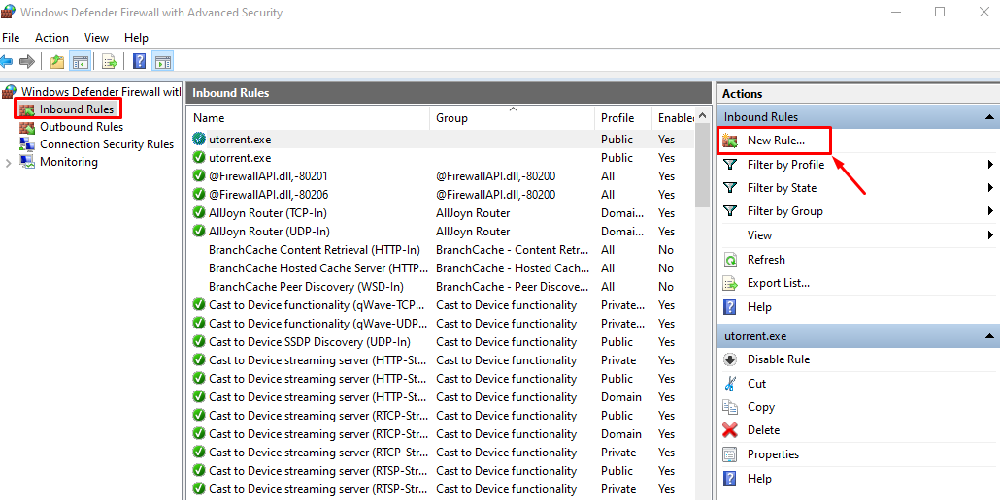 Windows Defender Firewall with Advanced Security
File Action View Help
Windows Defender Firewall with
Inbound Rules
Outbound Rules
Connection Security Rules
Monitoring
Inbound Rules
Name Group Profile Enabled
utorrent.exe Public Yes
utorrent.exe Public Yes
@FirewallAPI.dll,-80201 @FirewallAPI.dll,-80200 All Yes
@FirewallAPI.dll,-80206 @FirewallAPI.dll,-80200 All Yes
AllJoyn Router (TCP-In) AllJoyn Router Domai... Yes
AllJoyn Router (UDP-In) AllJoyn Router Domai... Yes
BranchCache Content Retrieval (HTTP-In) BranchCache - Content Retr... All No
BranchCache Hosted Cache Server (HTTP... BranchCache - Hosted Cach... All No
BranchCache Peer Discovery (WSD-In) BranchCache - Peer Discove... All No
Cast to Device functionality (qWave-TCP... Cast to Device functionality Private... Yes
Cast to Device functionality (qWave-UDP... Cast to Device functionality Private... Yes
Cast to Device SSDP Discovery (UDP-In) Cast to Device functionality Public Yes
Cast to Device streaming server (HTTP-St... Cast to Device functionality Private Yes
Cast to Device streaming server (HTTP-St... Cast to Device functionality Public Yes
Cast to Device streaming server (HTTP-St... Cast to Device functionality Domain Yes
Cast to Device streaming server (RTCP-Str... Cast to Device functionality Public Yes
Cast to Device streaming server (RTCP-Str... Cast to Device functionality Domain Yes
Cast to Device streaming server (RTCP-Str... Cast to Device functionality Private Yes
Cast to Device streaming server (RTSP-Str... Cast to Device functionality Public Yes
Cast to Device streaming server (RTSP-Str... Cast to Device functionality Private Yes
Actions
Inbound Rules
New Rule...
Filter by Profile
Filter by State
Filter by Group
View
Refresh
Export List...
Help
utorrent.exe
Disable Rule
Cut
Copy
Delete
Properties
Help